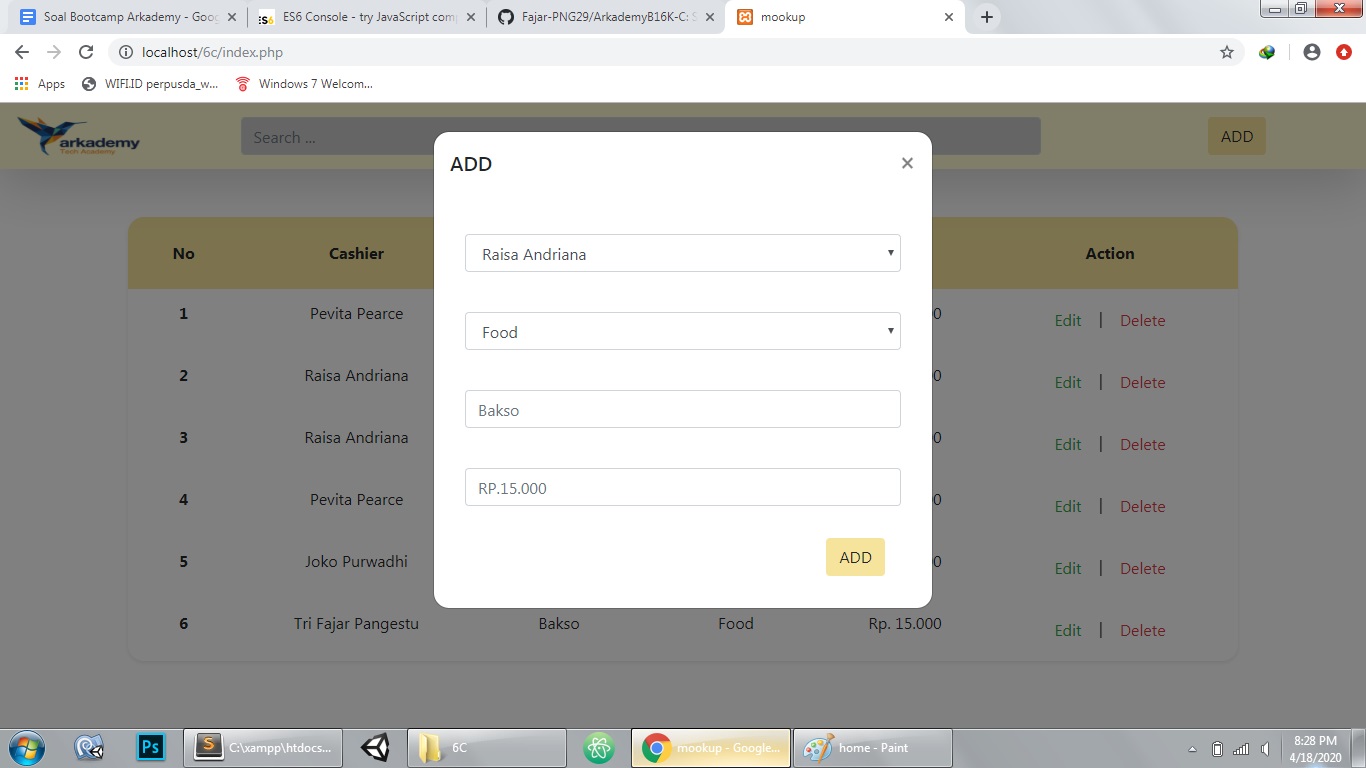 Soal Bootcamp Arkademy - Goog
ES6 Console - try JavaScript comp
Fajar-PNG29/ArkademyB16K-C: S
mookup
localhost/6c/index.php
Apps
WIFI.ID perpusda_w...
Windows 7 Welcom...
arkademy
Tech Academy
Search ...
ADD
ADD
×
No
Cashier
Action
Raisa Andriana
1
Pevita Pearce
0
Edit | Delete
Food
2
Raisa Andriana
0
Edit | Delete
Bakso
3
Raisa Andriana
0
Edit | Delete
RP.15.000
4
Pevita Pearce
0
Edit | Delete
ADD
5
Joko Purwadhi
0
Edit | Delete
6
Tri Fajar Pangestu
Bakso
Food
Rp. 15.000
Edit | Delete
Ps
C:\xampp\htdocs...
6C
mookup - Google...
home - Paint
8:28 PM
4/18/2020